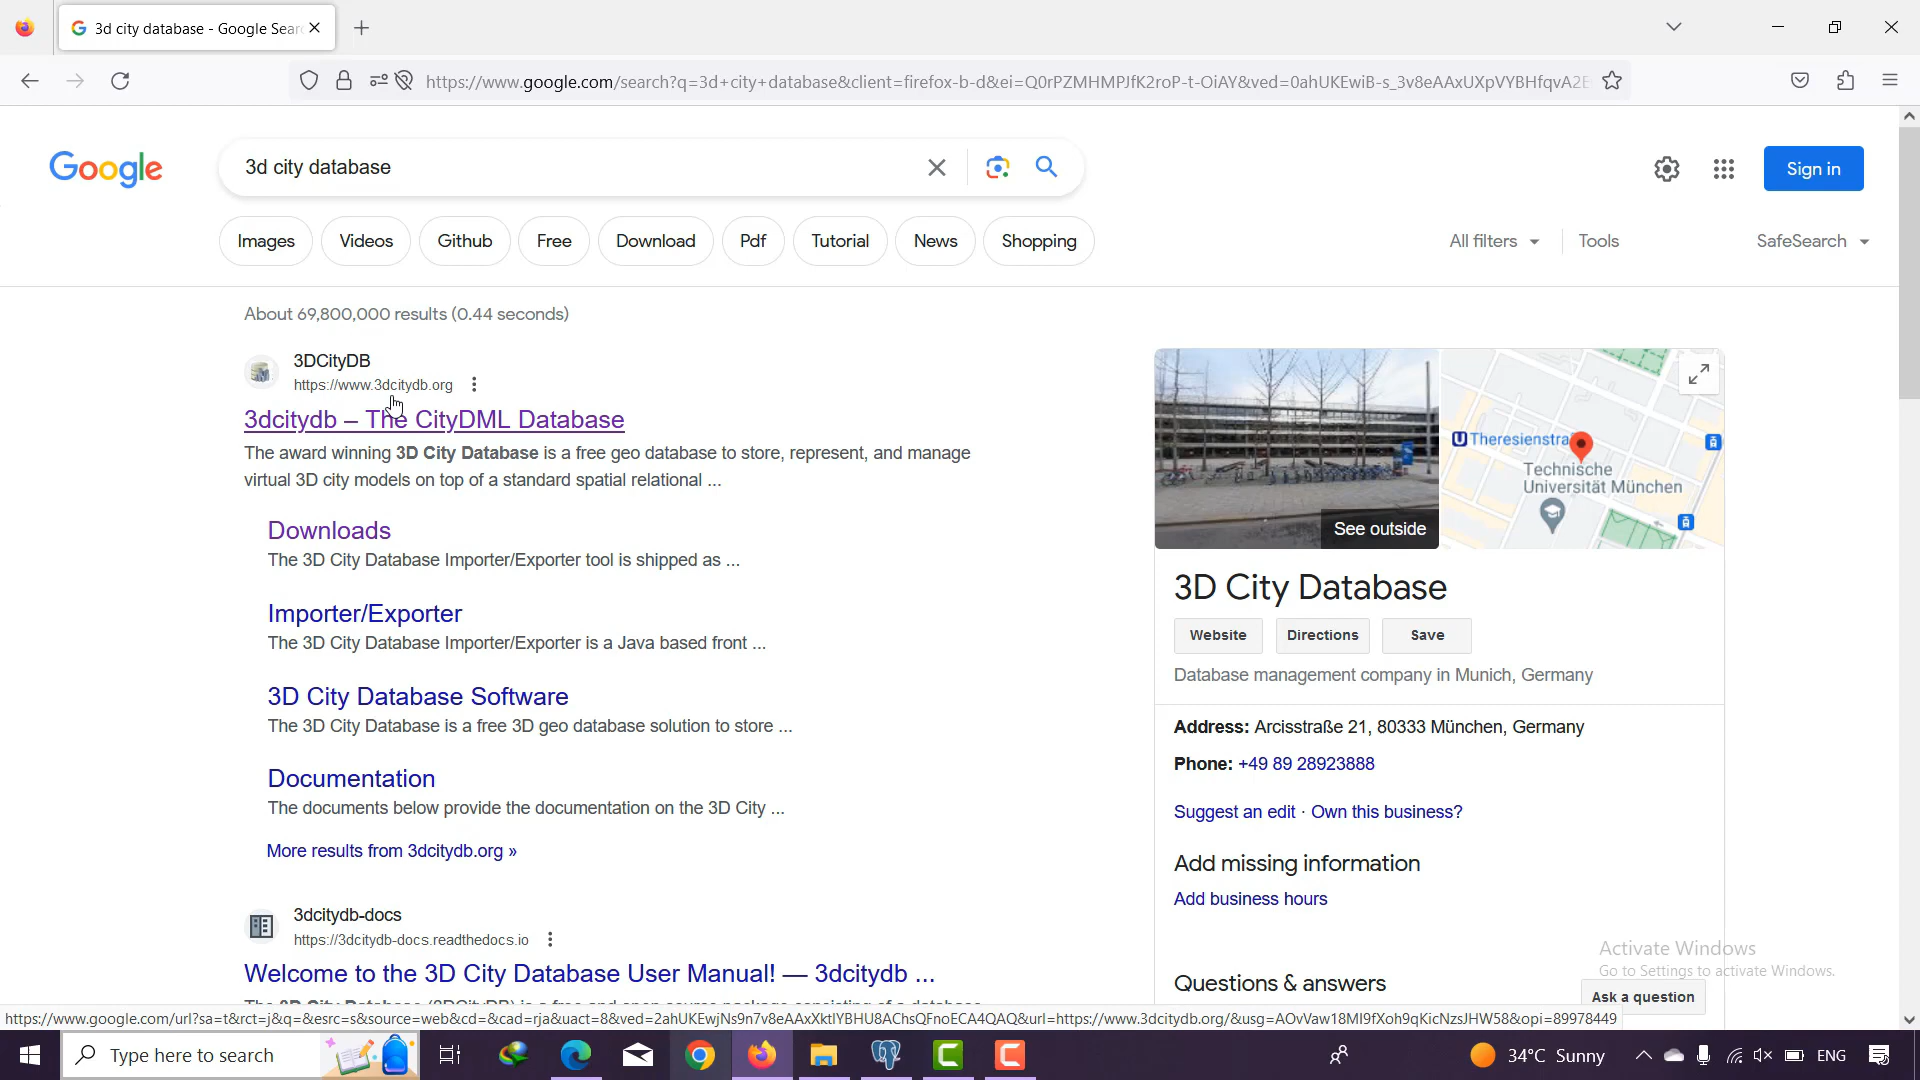 3d city database - Google Sear
https://www.google.com/search?q=3d+city+database&client=firefox-b-d&ei=Q0rPZMHMPJfK2roP-t-OiAY&ved=0ahUKEwiB-s_3v8eAAxUXpVYBHfqvA2E
Google
3d city database
Sign in
Images
Videos
Github
Free
Download
Pdf
Tutorial
News
Shopping
All filters
Tools
SafeSearch
About 69,800,000 results (0.44 seconds)
3DCityDB
https://www.3dcitydb.org
3dcitydb – The CityDML Database
The award winning 3D City Database is a free geo database to store, represent, and manage
virtual 3D city models on top of a standard spatial relational ...
Downloads
The 3D City Database Importer/Exporter tool is shipped as ...
Importer/Exporter
The 3D City Database Importer/Exporter is a Java based front ...
3D City Database Software
The 3D City Database is a free 3D geo database solution to store ...
Documentation
The documents below provide the documentation on the 3D City ...
More results from 3dcitydb.org »
3dcitydb-docs
https://3dcitydb-docs.readthedocs.io
Welcome to the 3D City Database User Manual! — 3dcitydb ...
See outside
U Theresienstra
Technische
Universität München
3D City Database
Website
Directions
Save
Database management company in Munich, Germany
Address: Arcisstraße 21, 80333 München, Germany
Phone: +49 89 28923888
Suggest an edit · Own this business?
Add missing information
Add business hours
Questions & answers
Ask a question
Activate Windows
Go to Settings to activate Windows.
https://www.google.com/url?sa=t&rct=j&q=&esrc=s&source=web&cd=&cad=rja&uact=8&ved=2ahUKEwjNs9n7v8eAAxXktlYBHU8AChsQFnoECA4QAQ&url=https://www.3dcitydb.org/&usg=AOvVaw18MI9fXoh9qKicNzsJHW58&opi=89978449
Type here to search
34°C Sunny
ENG